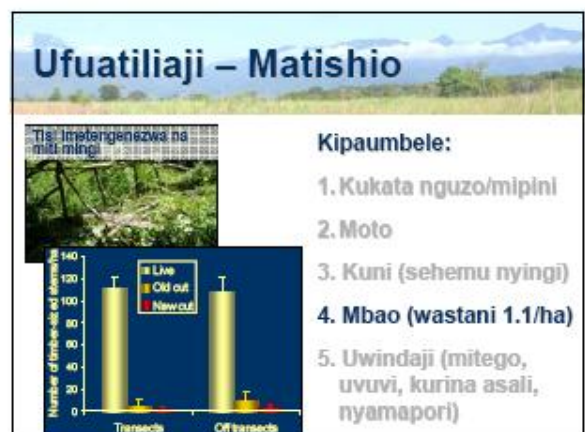 Ufuatiliaji – Matishio
Tisi imetengenezwa na
miti mingi
Kipaumbele:
1. Kukata nguzo/mipini
2. Moto
3. Kuni (sehemu nyingi)
4. Mbao (wastani 1.1/ha)
5. Uwindaji (mitego,
uvuvi, kurina asali,
nyamapori)
Number of timber-sized stems/ha
140
120
100
80
60
40
20
0
Live
Old cut
New cut
Transects
Off transects